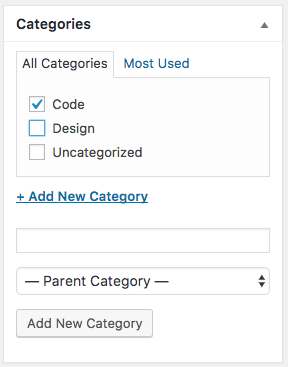 Categories
All Categories Most Used
Code
Design
Uncategorized
+ Add New Category
— Parent Category —
Add New Category